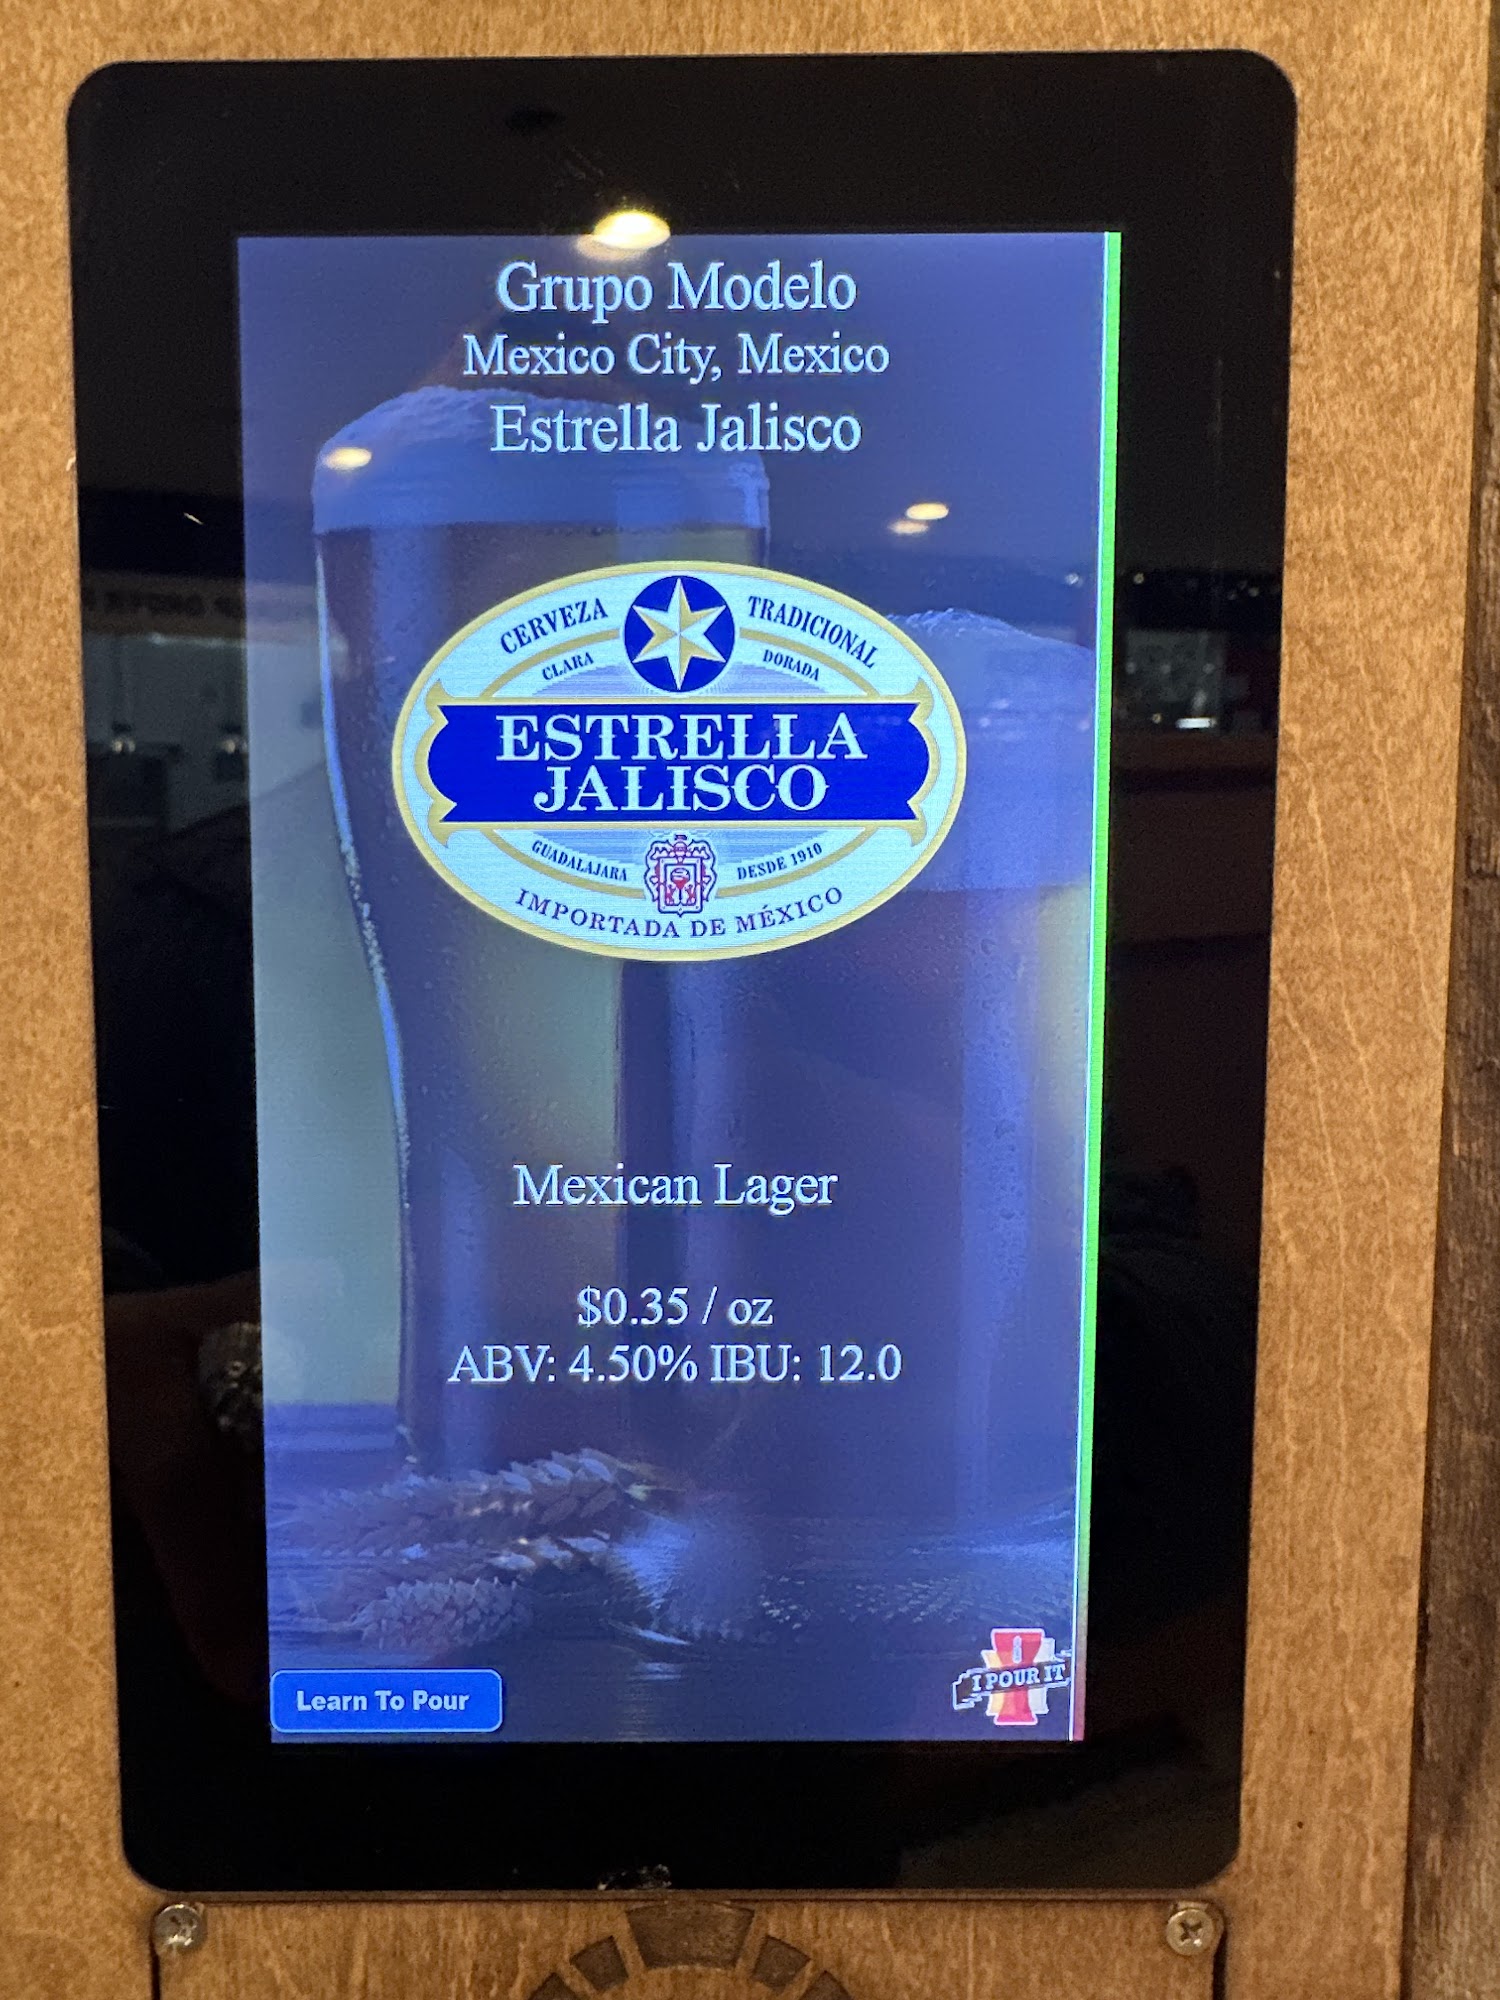 Grupo Modelo
Mexico City, Mexico
Estrella Jalisco
CERVEZA TRADICIONAL
CLARA DORADA
ESTRELLA
JALISCO
GUADALAJARA DESDE 1910
IMPORTADA DE MÉXICO
Mexican Lager
$0.35 / oz
ABV: 4.50% IBU: 12.0
I POUR IT
Learn To Pour